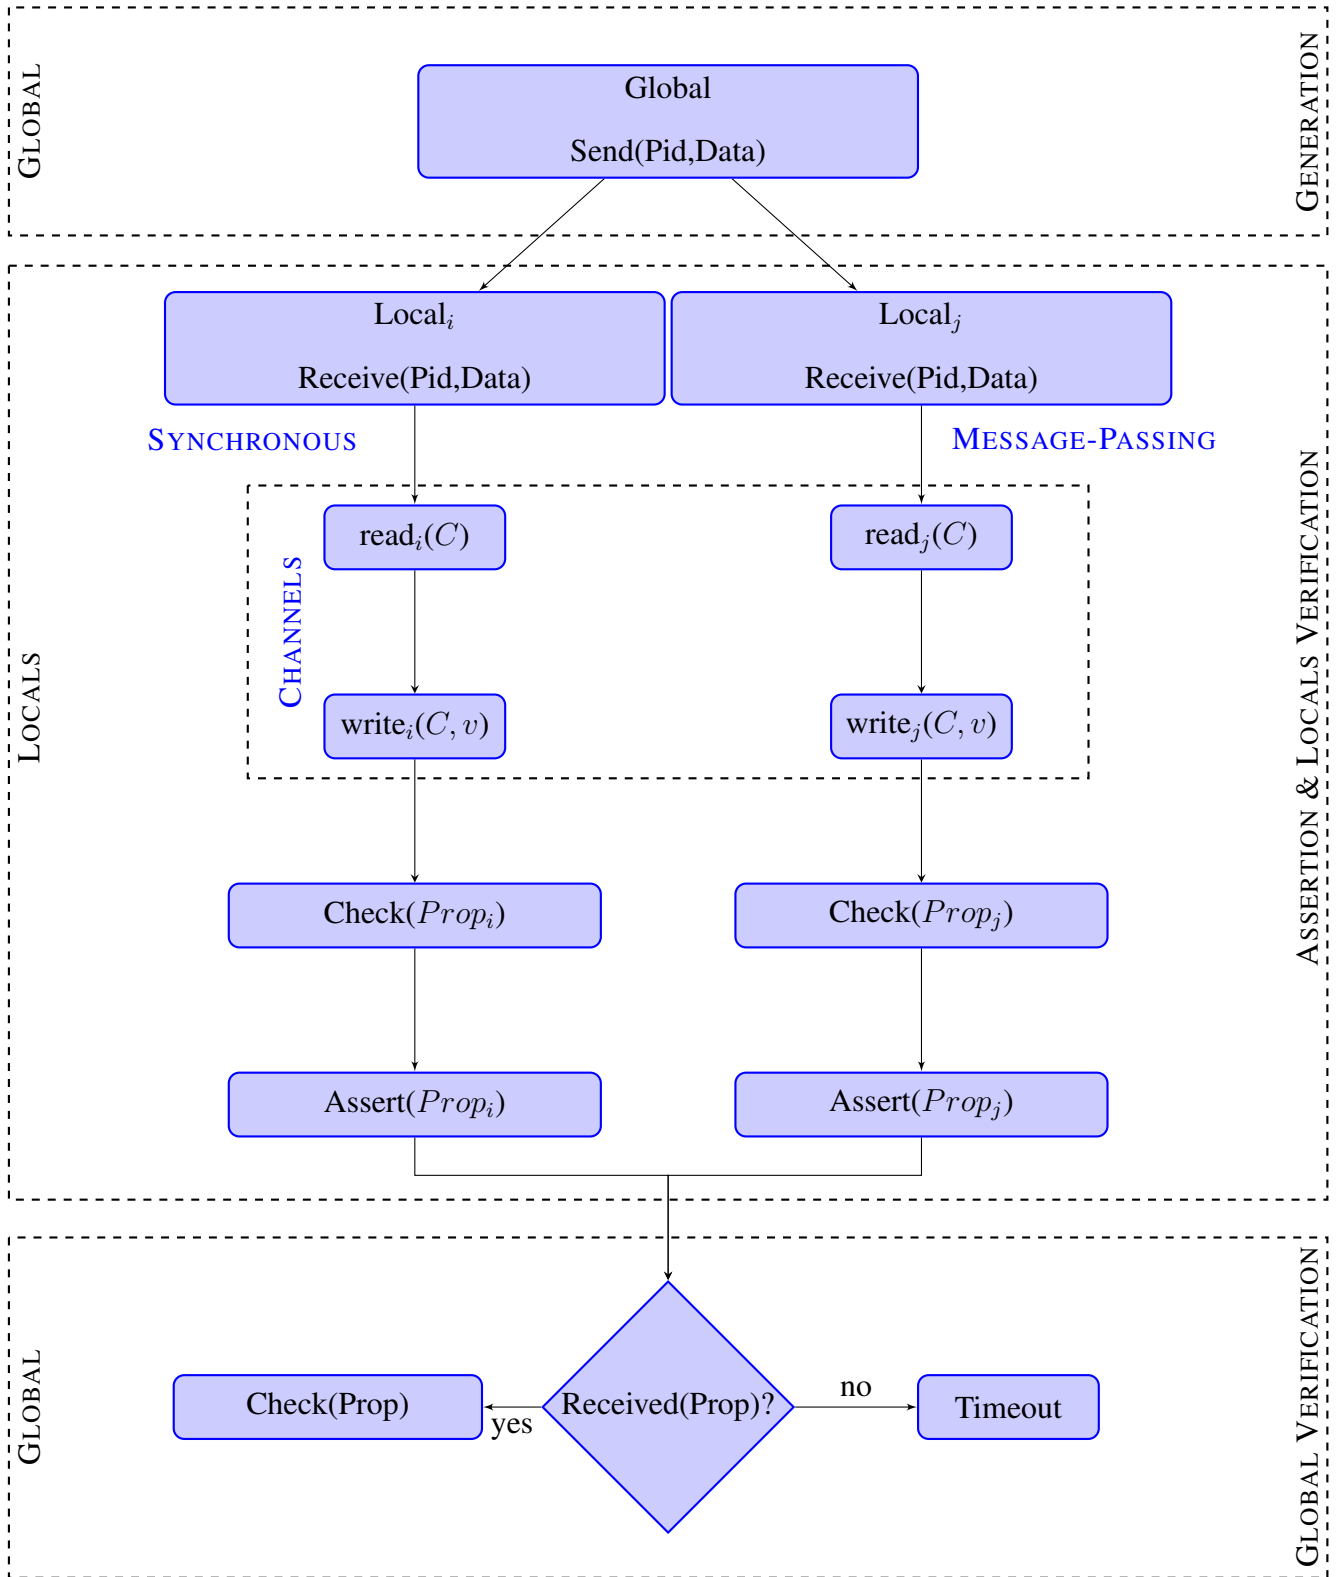 GLOBAL
GENERATION
Global
Send(Pid,Data)
Local_i
Receive(Pid,Data)
Local_j
Receive(Pid,Data)
SYNCHRONOUS
MESSAGE-PASSING
LOCALS
ASSERTION & LOCALS VERIFICATION
CHANNELS
read_i(C)
read_j(C)
write_i(C, v)
write_j(C, v)
Check(Prop_i)
Check(Prop_j)
Assert(Prop_i)
Assert(Prop_j)
GLOBAL
GLOBAL VERIFICATION
Check(Prop)
yes
Received(Prop)?
no
Timeout